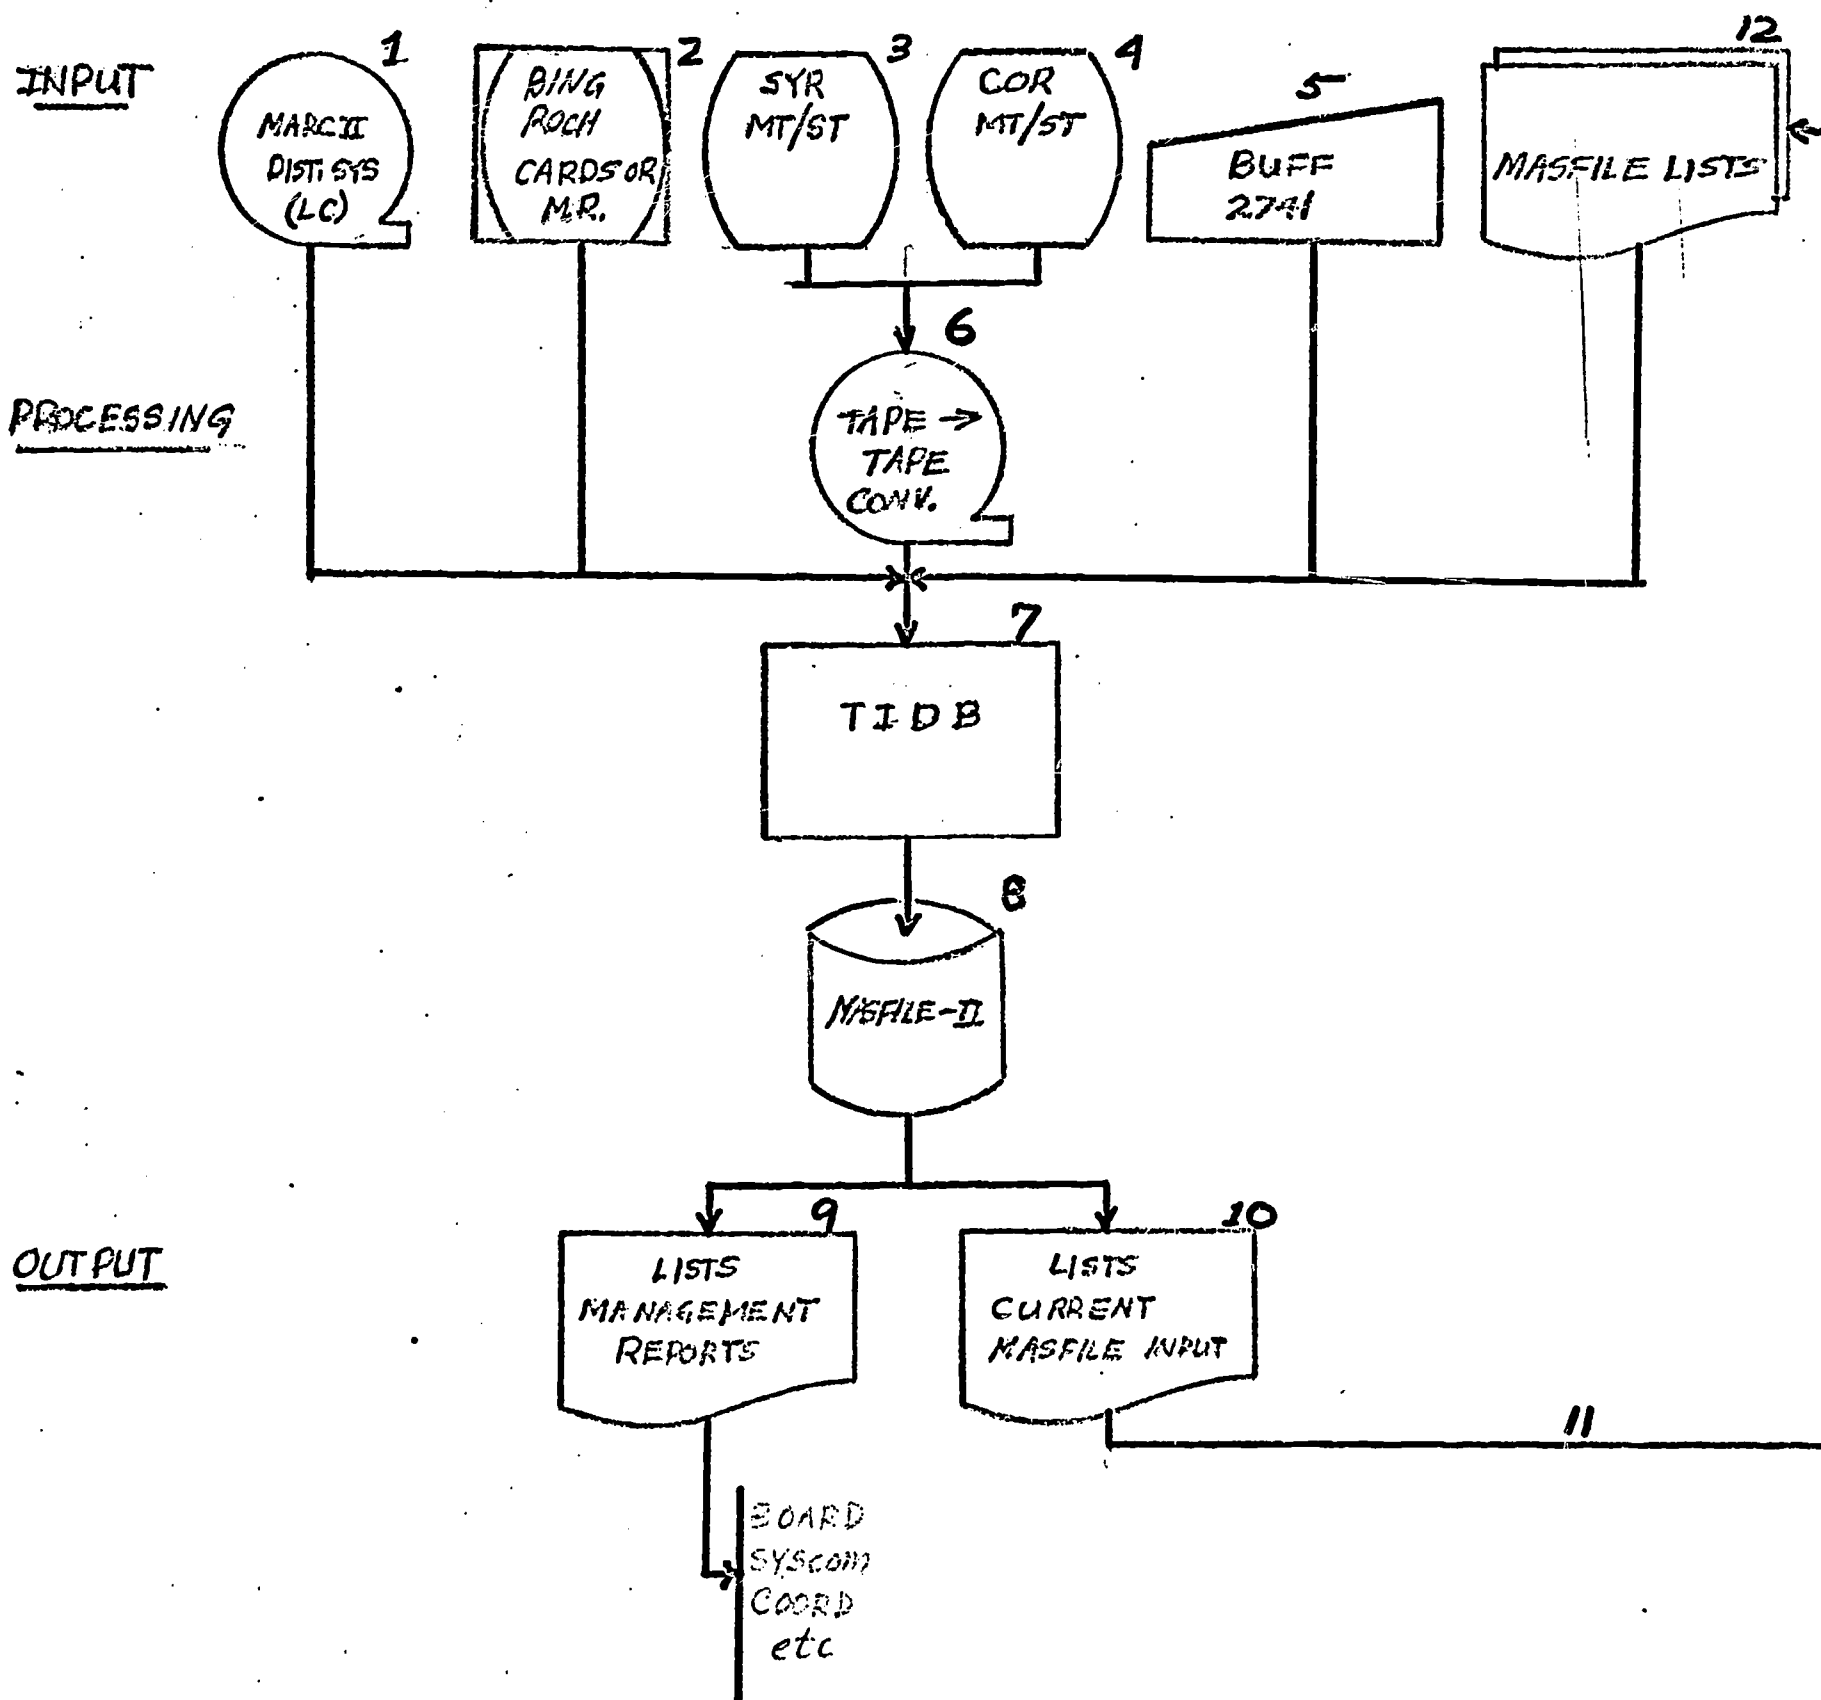 INPUT
1
MARC II
DIST. SYS
(LC)
2
BING
ROCH
CARDS OR
M.R.
3
SYR
MT/ST
4
COR
MT/ST
5
BUFF
2741
12
MASFILE LISTS
PROCESSING
6
TAPE →
TAPE
CONV.
7
TIDB
8
MASFILE-II
OUTPUT
9
LISTS
MANAGEMENT
REPORTS
10
LISTS
CURRENT
MASFILE INPUT
11
BOARD
SYSCOM
COORD
etc